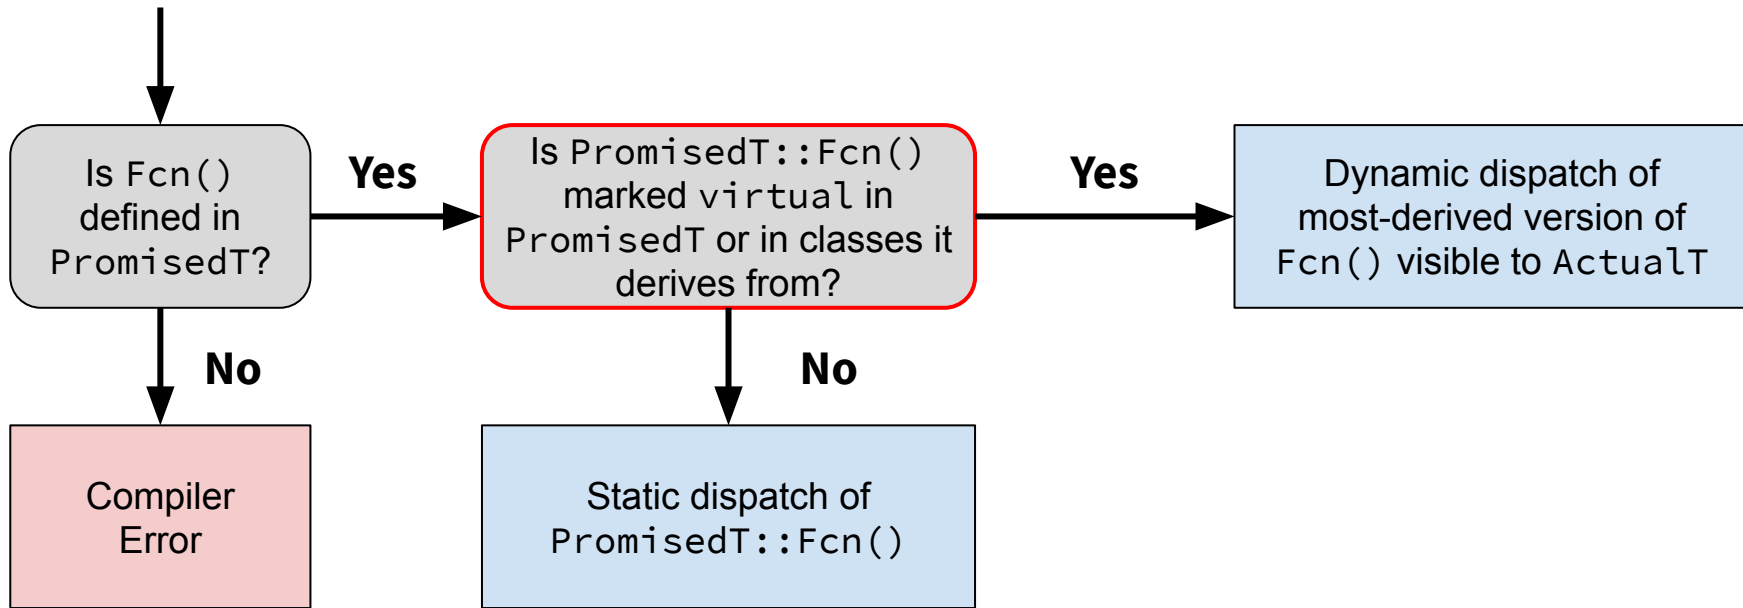 Is Fcn()
defined in
PromisedT?
Yes
Is PromisedT::Fcn()
marked virtual in
PromisedT or in classes it
derives from?
Yes
Dynamic dispatch of
most-derived version of
Fcn() visible to ActualT
No
No
Compiler
Error
Static dispatch of
PromisedT::Fcn()